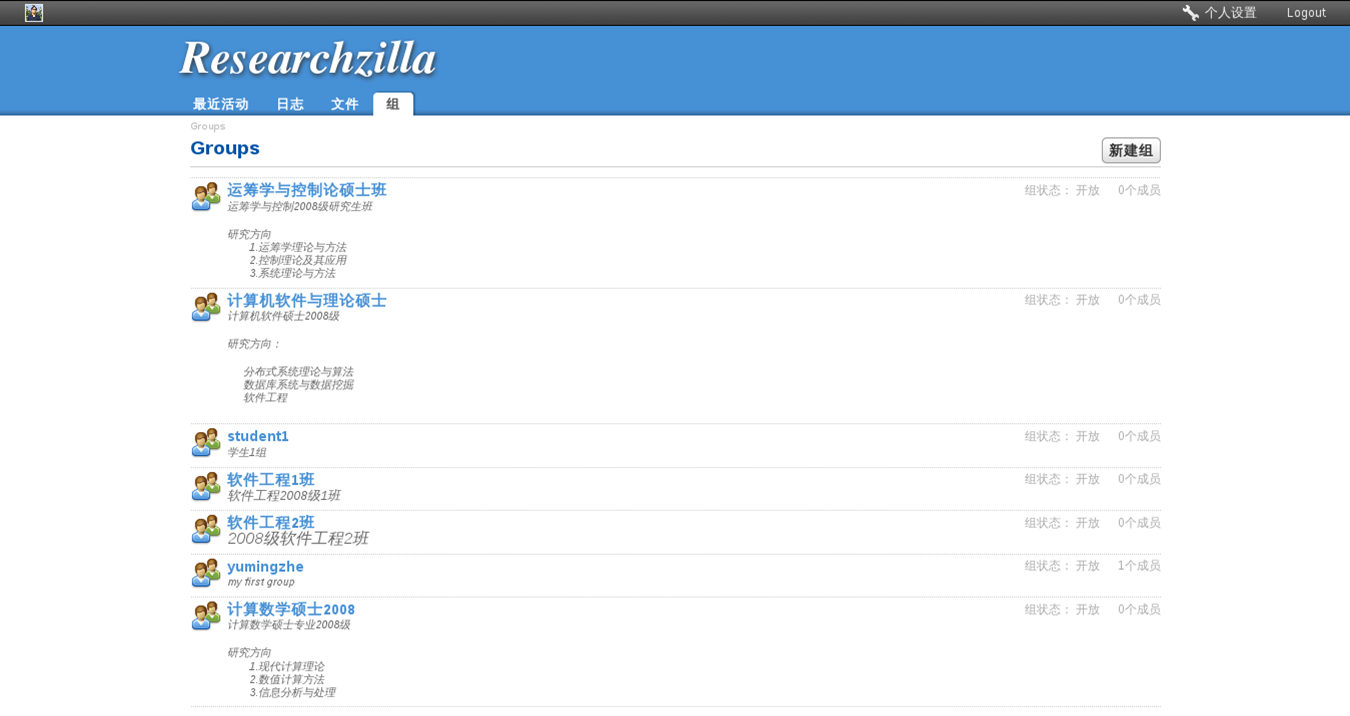 个人设置 Logout
Researchzilla
最近活动 日志 文件 组
Groups
Groups
新建组
运筹学与控制论硕士班 组状态： 开放 0个成员
运筹学与控制2008级研究生班
研究方向
1.运筹学理论与方法
2.控制理论及其应用
3.系统理论与方法
计算机软件与理论硕士 组状态： 开放 0个成员
计算机软件硕士2008级
研究方向：
分布式系统理论与算法
数据库系统与数据挖掘
软件工程
student1 组状态： 开放 0个成员
学生1组
软件工程1班 组状态： 开放 0个成员
软件工程2008级1班
软件工程2班 组状态： 开放 0个成员
2008级软件工程2班
yumingzhe 组状态： 开放 1个成员
my first group
计算数学硕士2008 组状态： 开放 0个成员
计算数学硕士专业2008级
研究方向
1.现代计算理论
2.数值计算方法
3.信息分析与处理